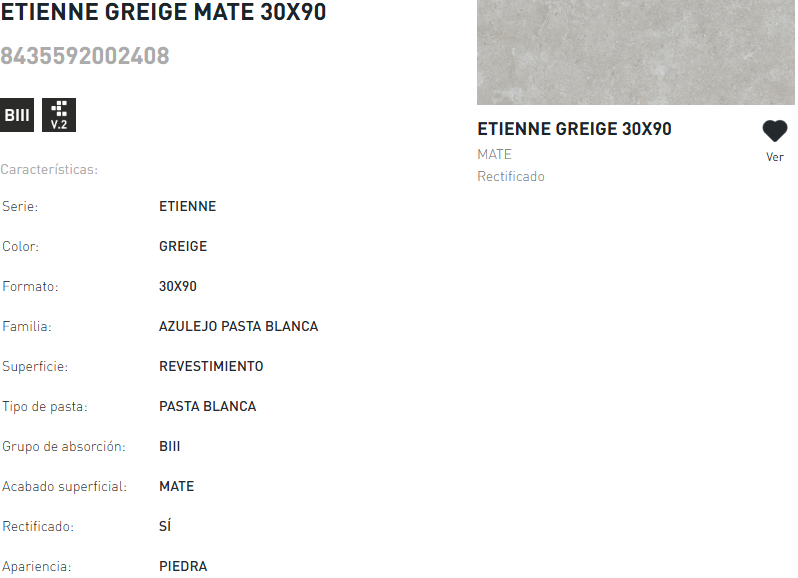 ETIENNE GREIGE MATE 30X90
8435592002408
BIII
V.2
Características:
Serie: ETIENNE
Color: GREIGE
Formato: 30X90
Familia: AZULEJO PASTA BLANCA
Superficie: REVESTIMIENTO
Tipo de pasta: PASTA BLANCA
Grupo de absorción: BIII
Acabado superficial: MATE
Rectificado: SÍ
Apariencia: PIEDRA
ETIENNE GREIGE 30X90
MATE
Rectificado
Ver